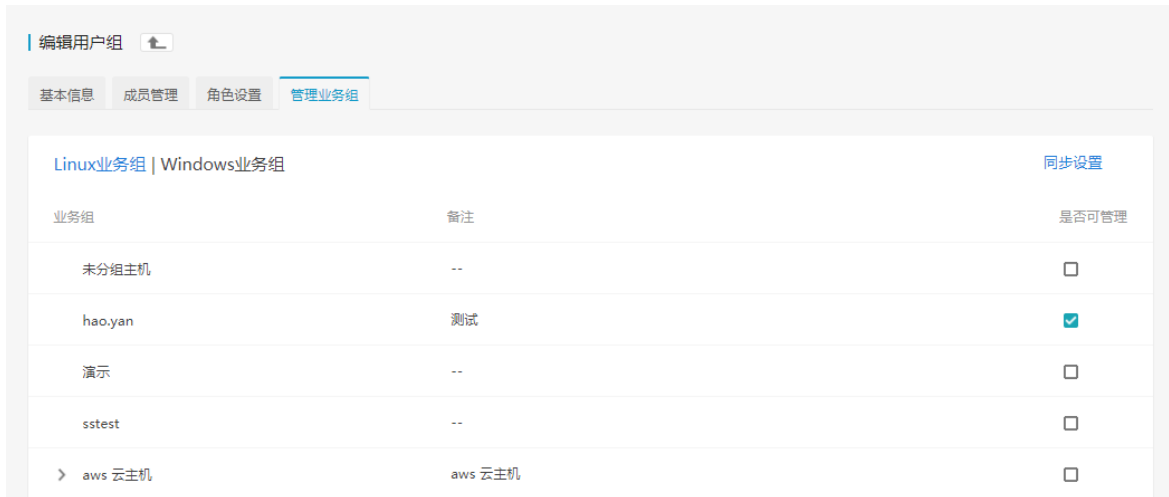 编辑用户组
基本信息 成员管理 角色设置 管理业务组
Linux业务组 | Windows业务组 同步设置
业务组 备注 是否可管理
未分组主机 --
hao.yan 测试
演示 --
sstest --
aws 云主机 aws 云主机